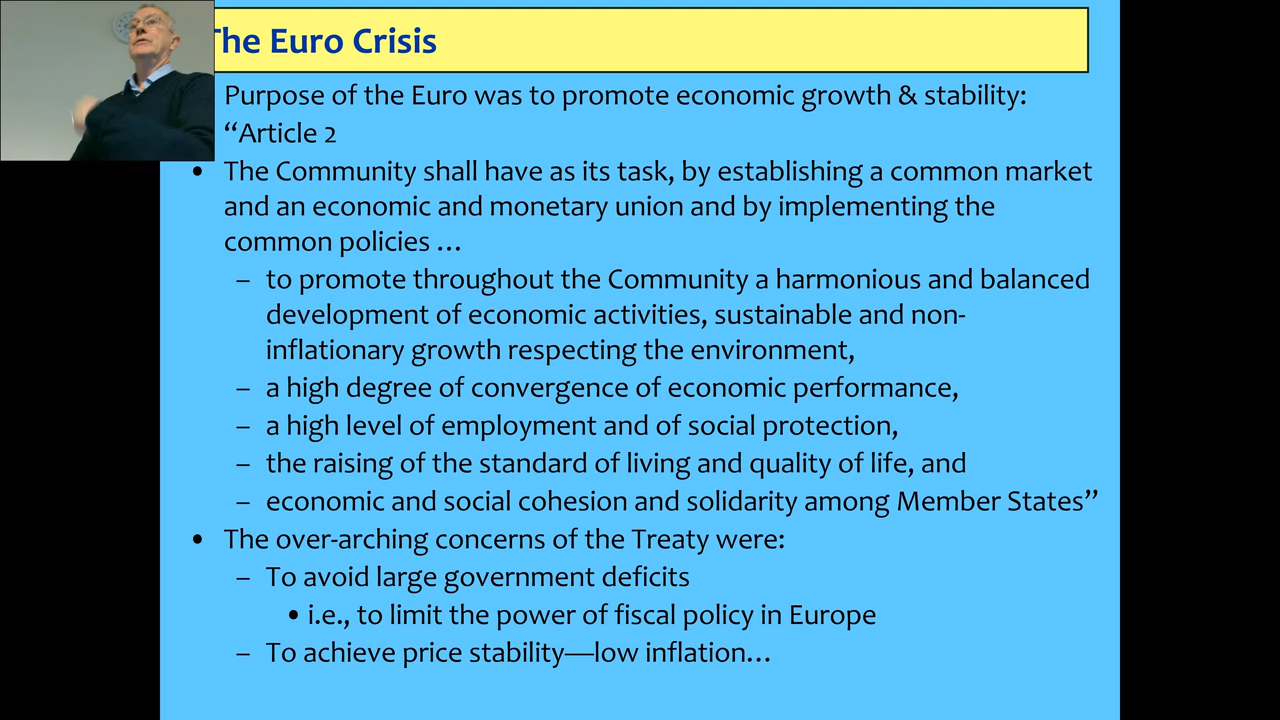 The Euro Crisis
Purpose of the Euro was to promote economic growth & stability:
“Article 2
• The Community shall have as its task, by establishing a common market
and an economic and monetary union and by implementing the
common policies …
– to promote throughout the Community a harmonious and balanced
development of economic activities, sustainable and non-
inflationary growth respecting the environment,
– a high degree of convergence of economic performance,
– a high level of employment and of social protection,
– the raising of the standard of living and quality of life, and
– economic and social cohesion and solidarity among Member States”
• The over-arching concerns of the Treaty were:
– To avoid large government deficits
• i.e., to limit the power of fiscal policy in Europe
– To achieve price stability—low inflation…